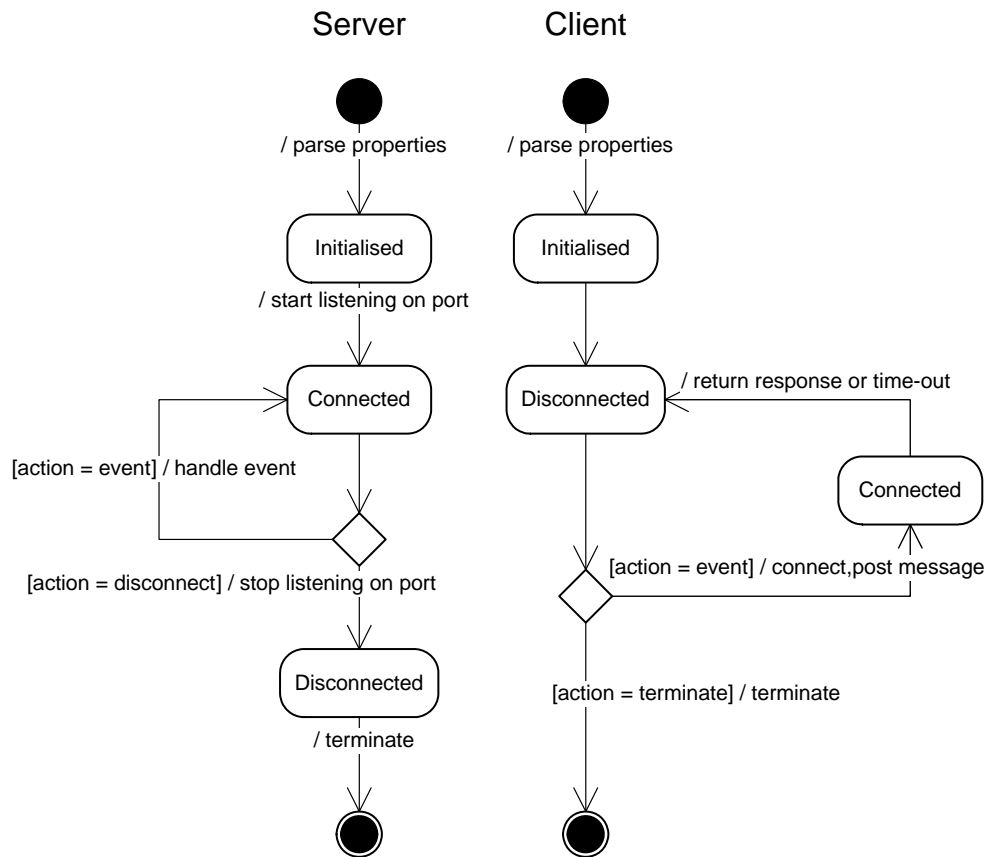 Server
Client
/ parse properties
/ parse properties
Initialised
Initialised
/ start listening on port
Connected
Disconnected
/ return response or time-out
[action = event] / handle event
Connected
[action = event] / connect,post message
[action = disconnect] / stop listening on port
Disconnected
[action = terminate] / terminate
/ terminate